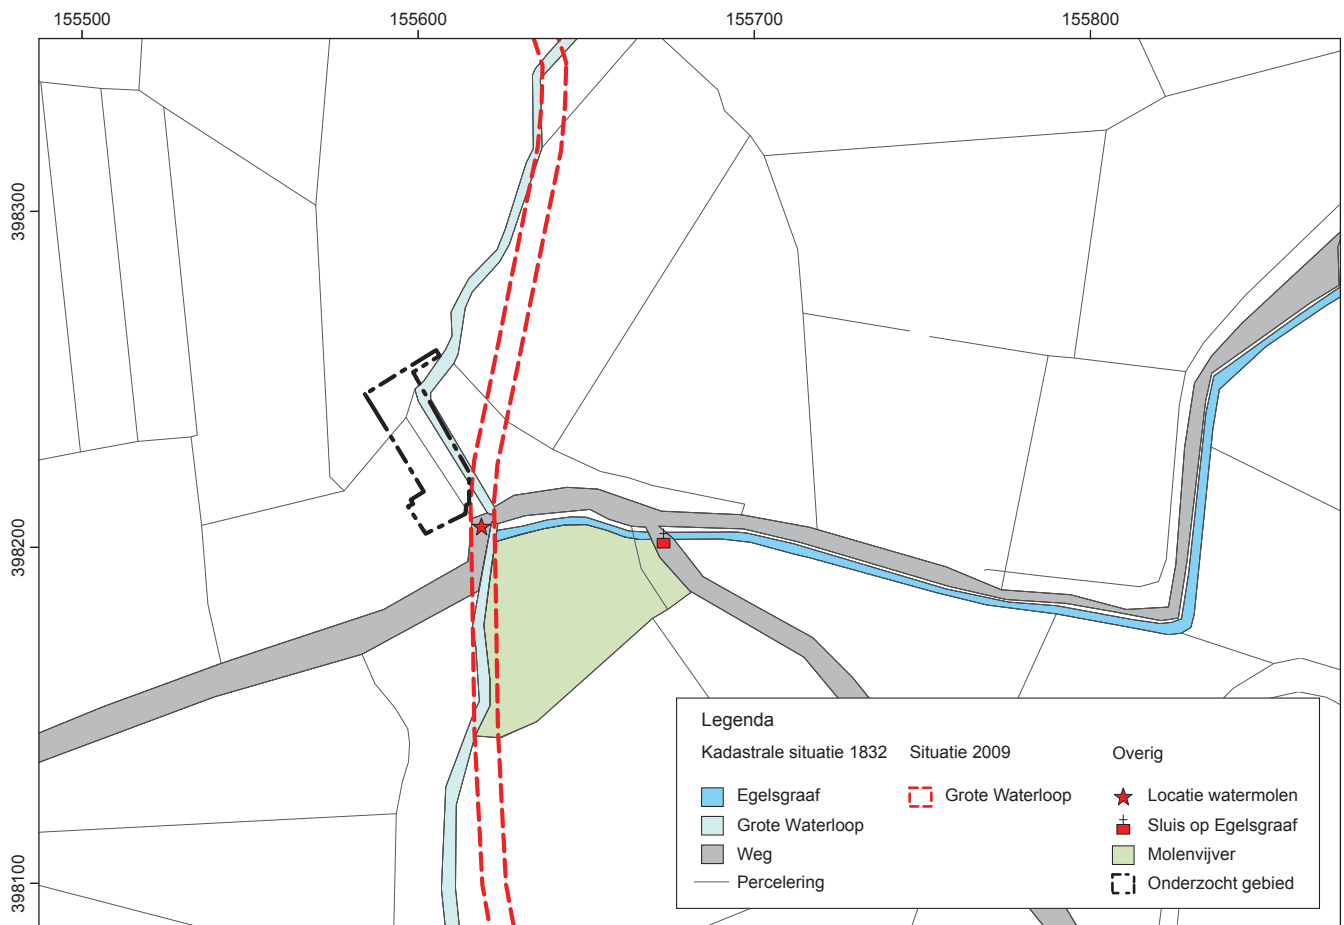 155500 155600 155700 155800
398300
398200
398100
Legenda
Kadastrale situatie 1832 Situatie 2009 Overig
Egelsgraaf Grote Waterloop Locatie watermolen
Grote Waterloop Sluis op Egelsgraaf
Weg Molenvijver
Percelering Onderzocht gebied